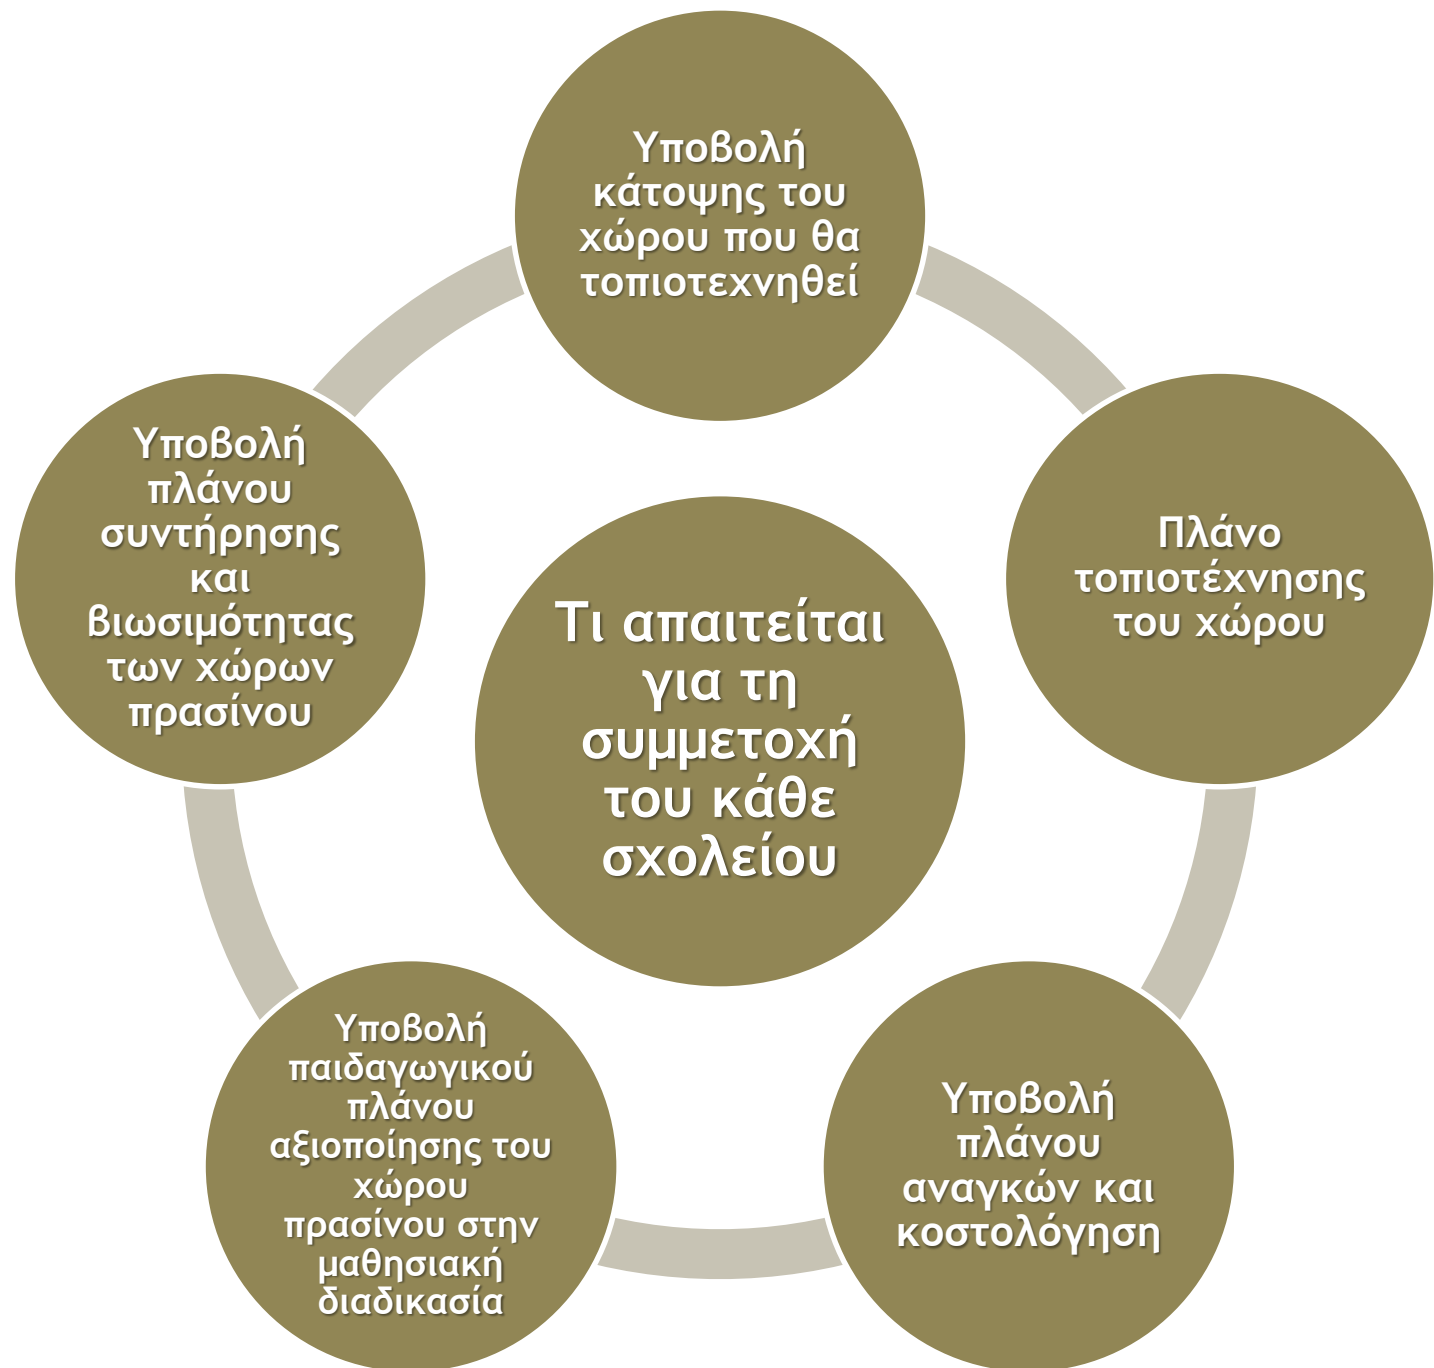 Υποβολή
κάτοψης του
χώρου που θα
τοπιοτεχνηθεί
Πλάνο
τοπιοτέχνησης
του χώρου
Υποβολή
πλάνου
αναγκών και
κοστολόγηση
Υποβολή
παιδαγωγικού
πλάνου
αξιοποίησης του
χώρου
πρασίνου στην
μαθησιακή
διαδικασία
Υποβολή
πλάνου
συντήρησης
και
βιωσιμότητας
των χώρων
πρασίνου
Τι απαιτείται
για τη
συμμετοχή
του κάθε
σχολείου